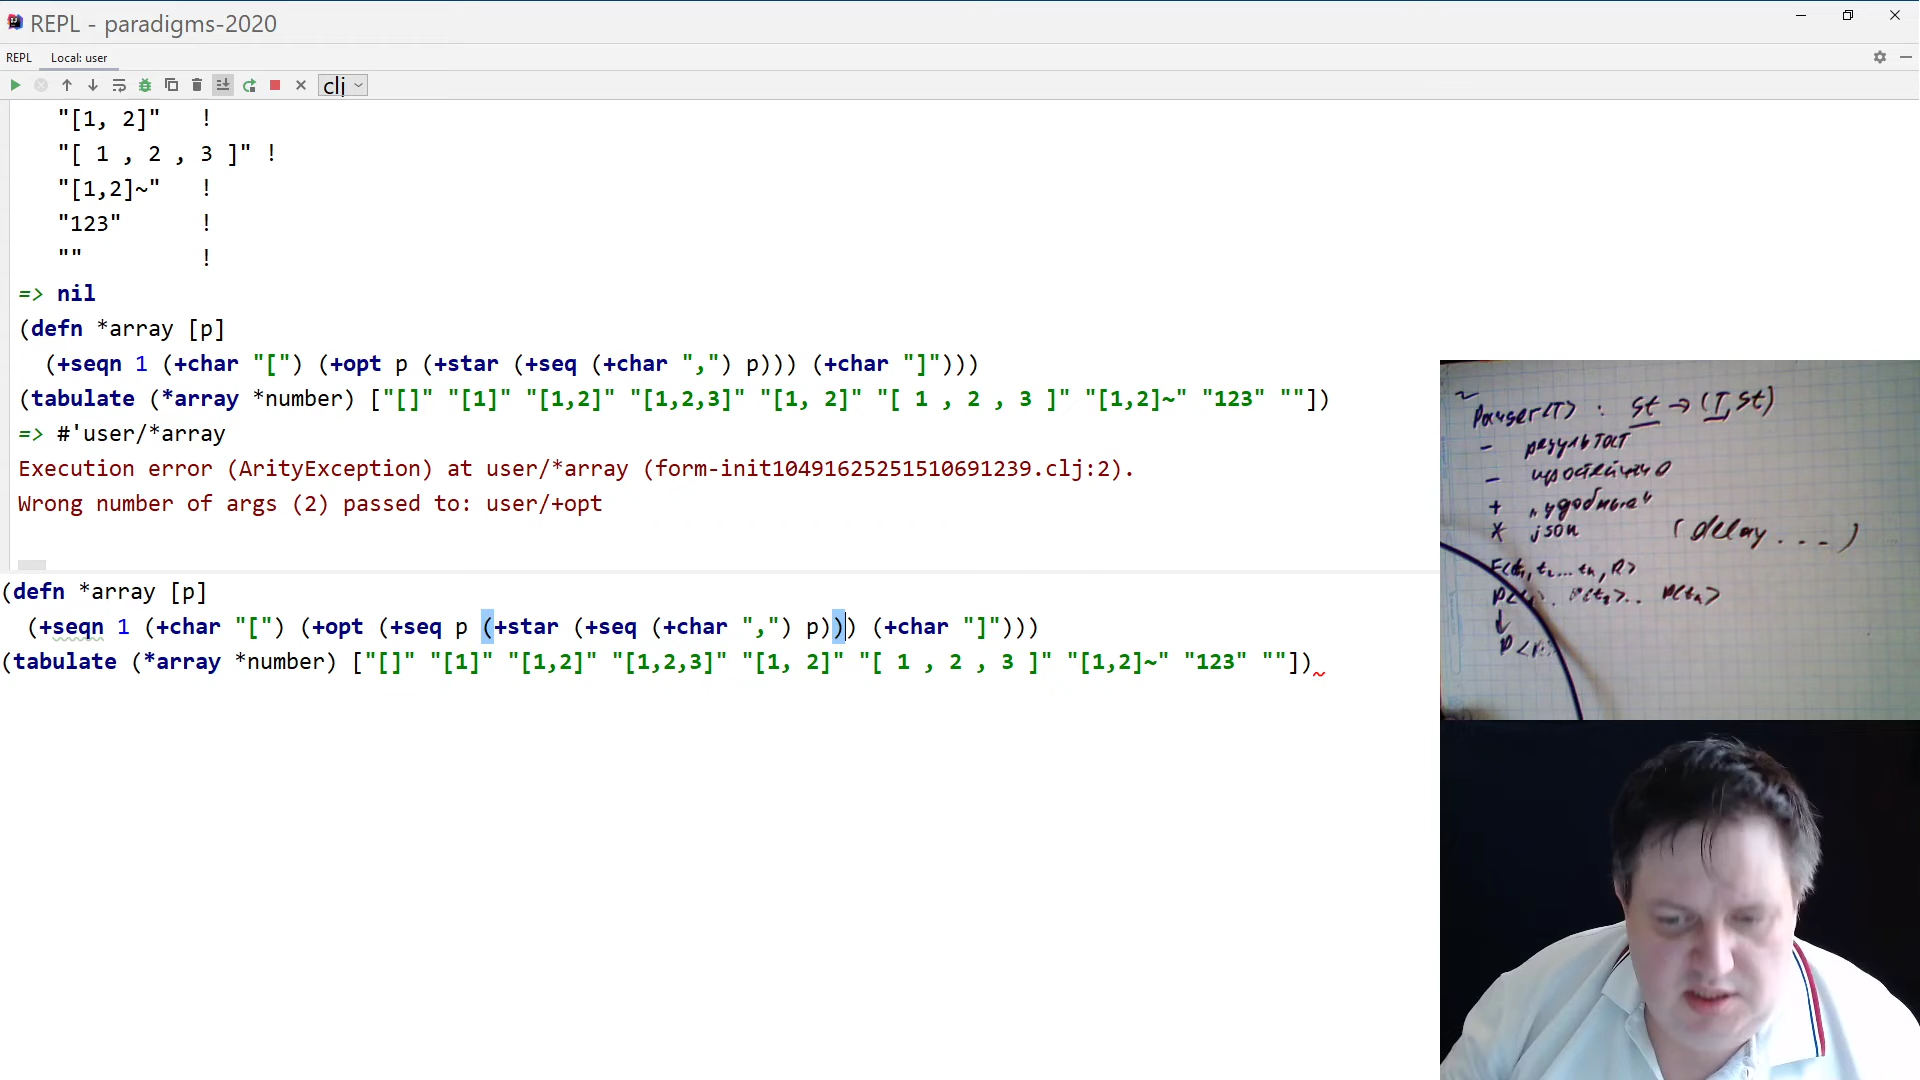 REPL - paradigms-2020
REPL Local: user
clj
"[1, 2]" !
"[ 1 , 2 , 3 ]" !
"[1,2]~" !
"123" !
"" !
=> nil
(defn *array [p]
(+seqn 1 (+char "[") (+opt p (+star (+seq (+char ",") p))) (+char "]")))
(tabulate (*array *number) ["[]" "[1]" "[1,2]" "[1,2,3]" "[1, 2]" "[ 1 , 2 , 3 ]" "[1,2]~" "123" ""])
=> #'user/*array
Execution error (ArityException) at user/*array (form-init10491625251510691239.clj:2).
Wrong number of args (2) passed to: user/+opt
(defn *array [p]
(+seqn 1 (+char "[") (+opt (+seq p (+star (+seq (+char ",") p))) (+char "]")))
(tabulate (*array *number) ["[]" "[1]" "[1,2]" "[1,2,3]" "[1, 2]" "[ 1 , 2 , 3 ]" "[1,2]~" "123" ""])
: St → (T, St)
- результат
+
* json (delay . . . )